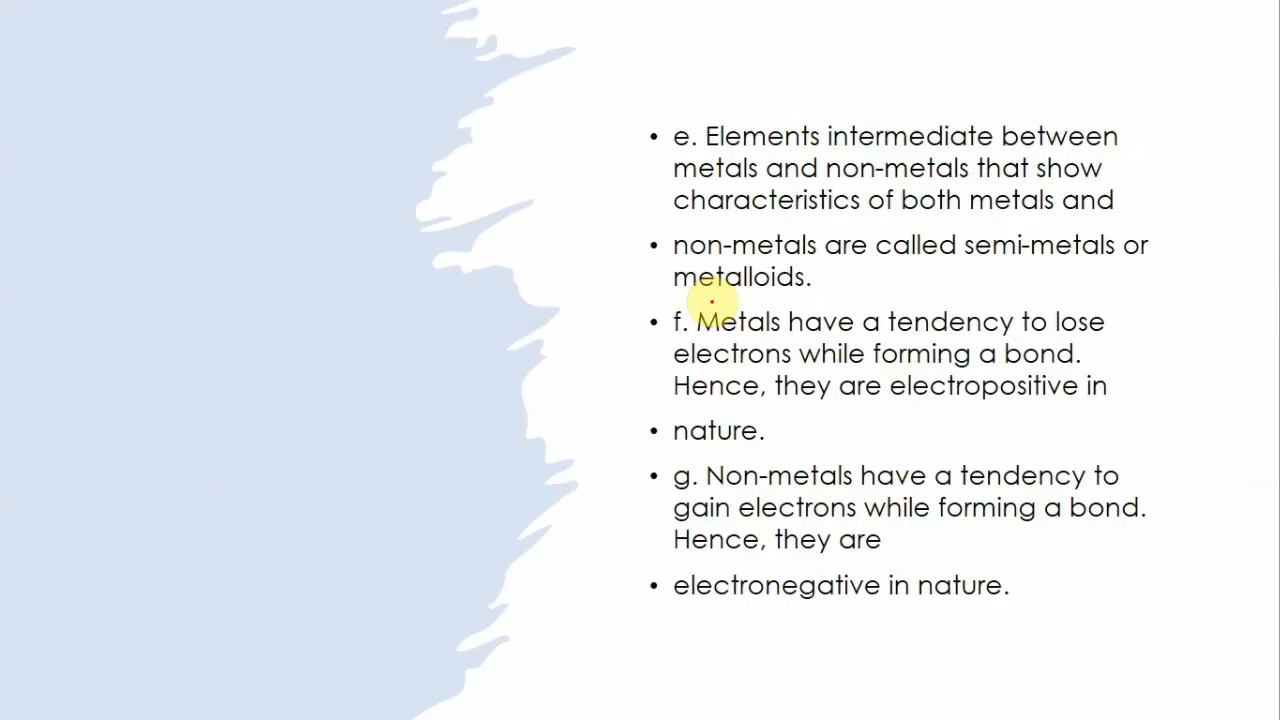 • e. Elements intermediate between
metals and non-metals that show
characteristics of both metals and
• non-metals are called semi-metals or
metalloids.
• f. Metals have a tendency to lose
electrons while forming a bond.
Hence, they are electropositive in
• nature.
• g. Non-metals have a tendency to
gain electrons while forming a bond.
Hence, they are
• electronegative in nature.